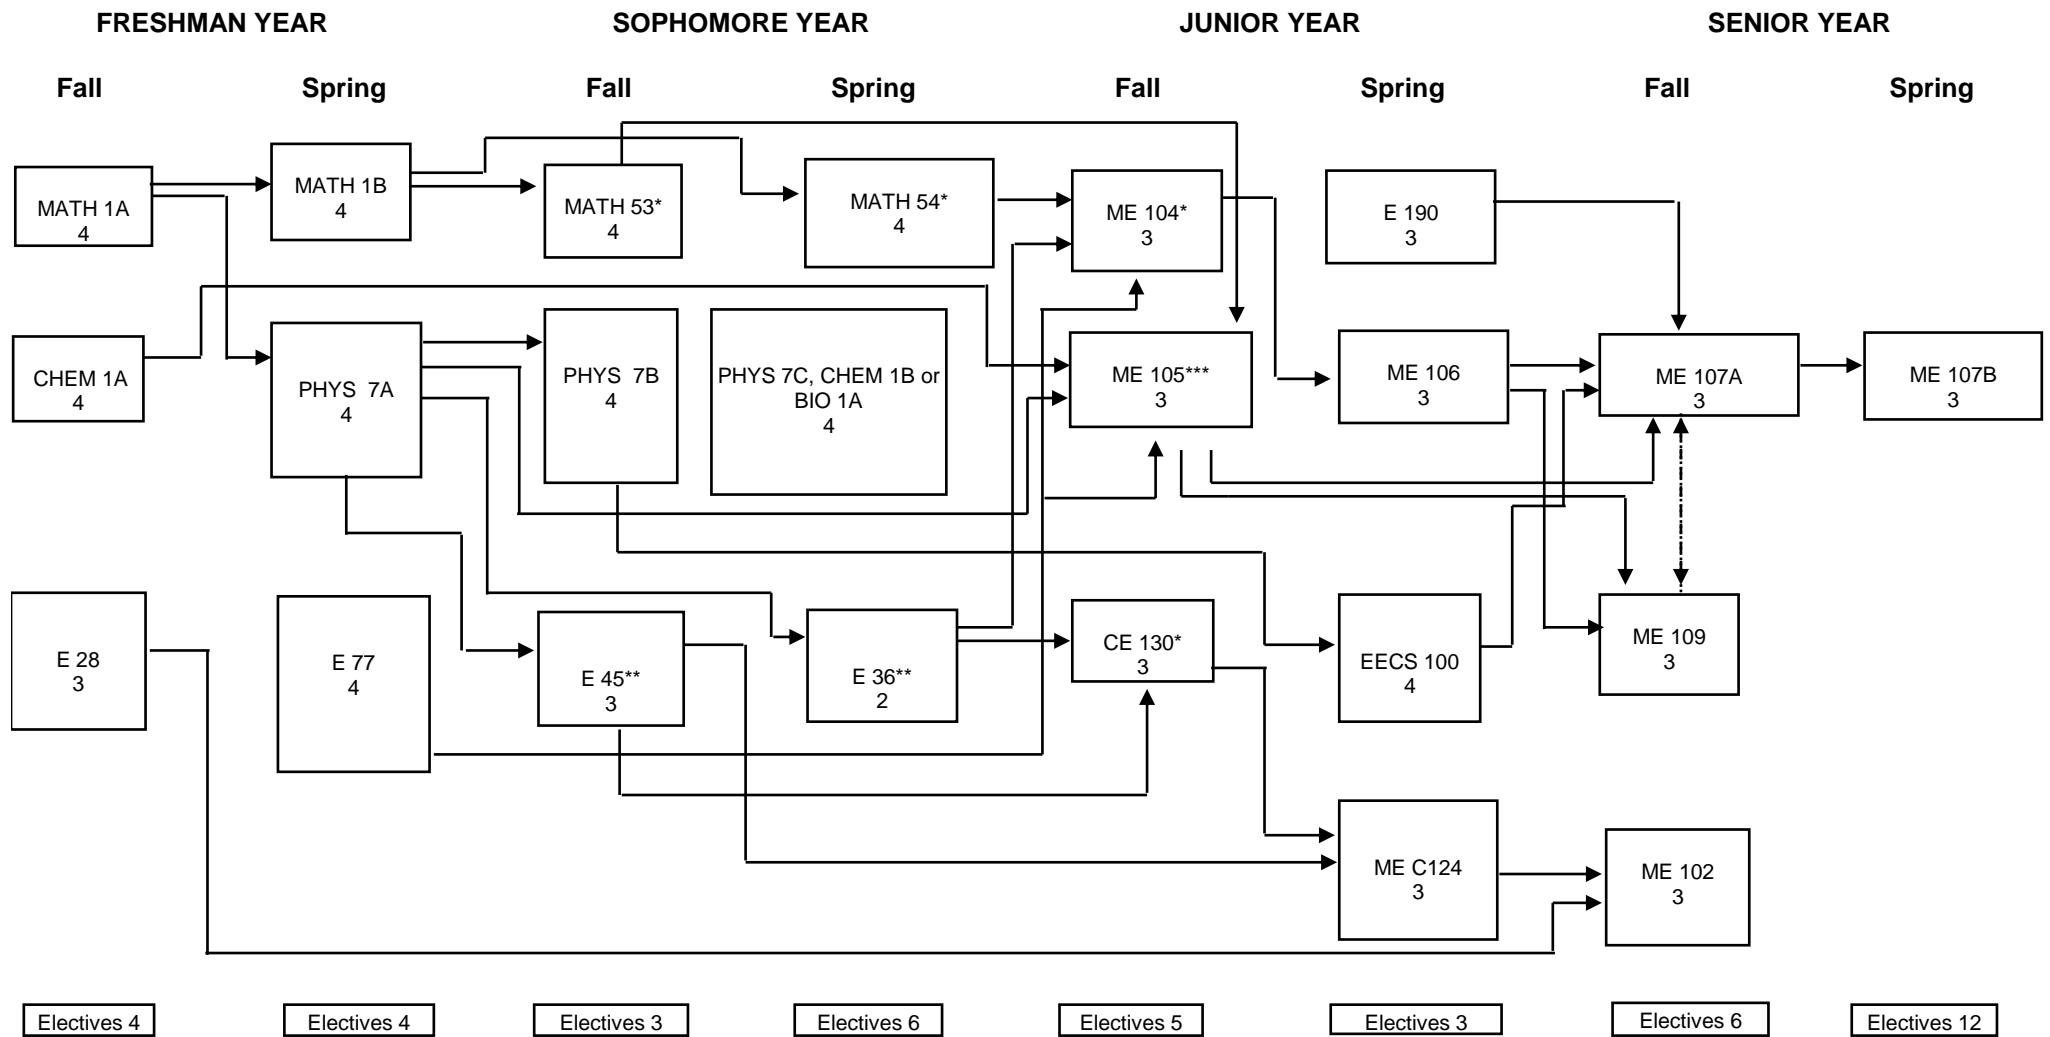 FRESHMAN YEAR
SOPHOMORE YEAR
JUNIOR YEAR
SENIOR YEAR
Fall
Spring
Fall
Spring
Fall
Spring
Fall
Spring
MATH 1A
4
MATH 1B
4
MATH 53*
4
MATH 54*
4
ME 104*
3
E 190
3
CHEM 1A
4
PHYS 7A
4
PHYS 7B
4
PHYS 7C, CHEM 1B or
BIO 1A
4
ME 105***
3
ME 106
3
ME 107A
3
ME 107B
3
E 28
3
E 77
4
E 45**
3
E 36**
2
CE 130*
3
EECS 100
4
ME 109
3
ME C124
3
ME 102
3
Electives 4
Electives 4
Electives 3
Electives 6
Electives 5
Electives 3
Electives 6
Electives 12